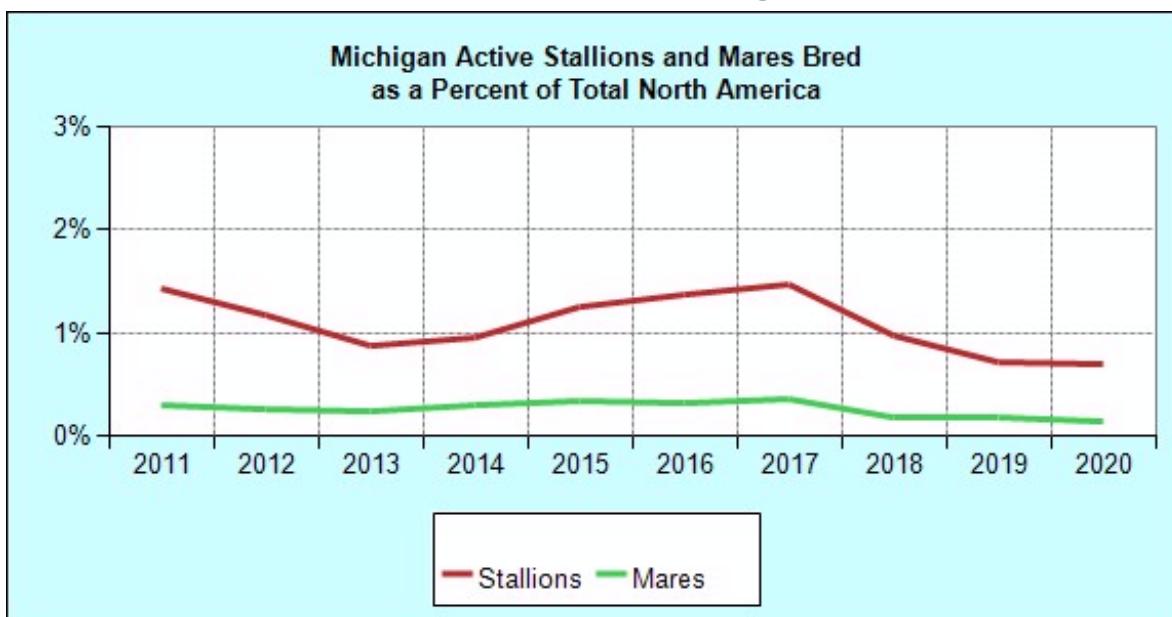 Michigan Active Stallions and Mares Bred
as a Percent of Total North America
3%
2%
1%
0%
2011 2012 2013 2014 2015 2016 2017 2018 2019 2020
Stallions Mares